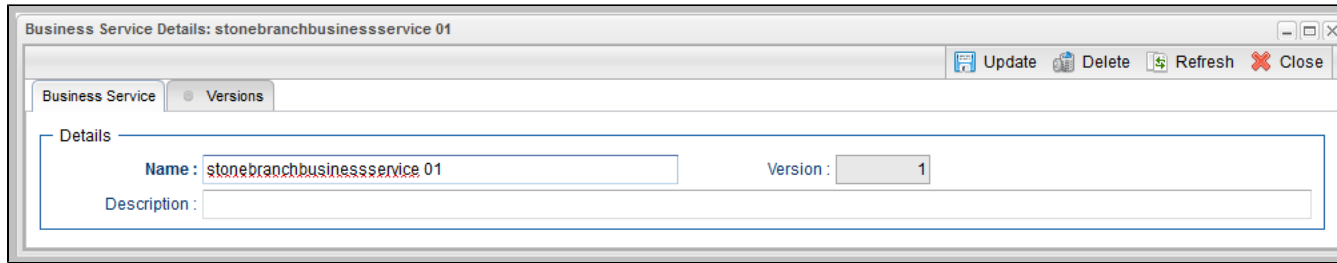 Business Service Details: stonebranchbusinessservice 01
Update Delete Refresh Close
Business Service Versions
Details
Name : stonebranchbusinessservice 01 Version : 1
Description :